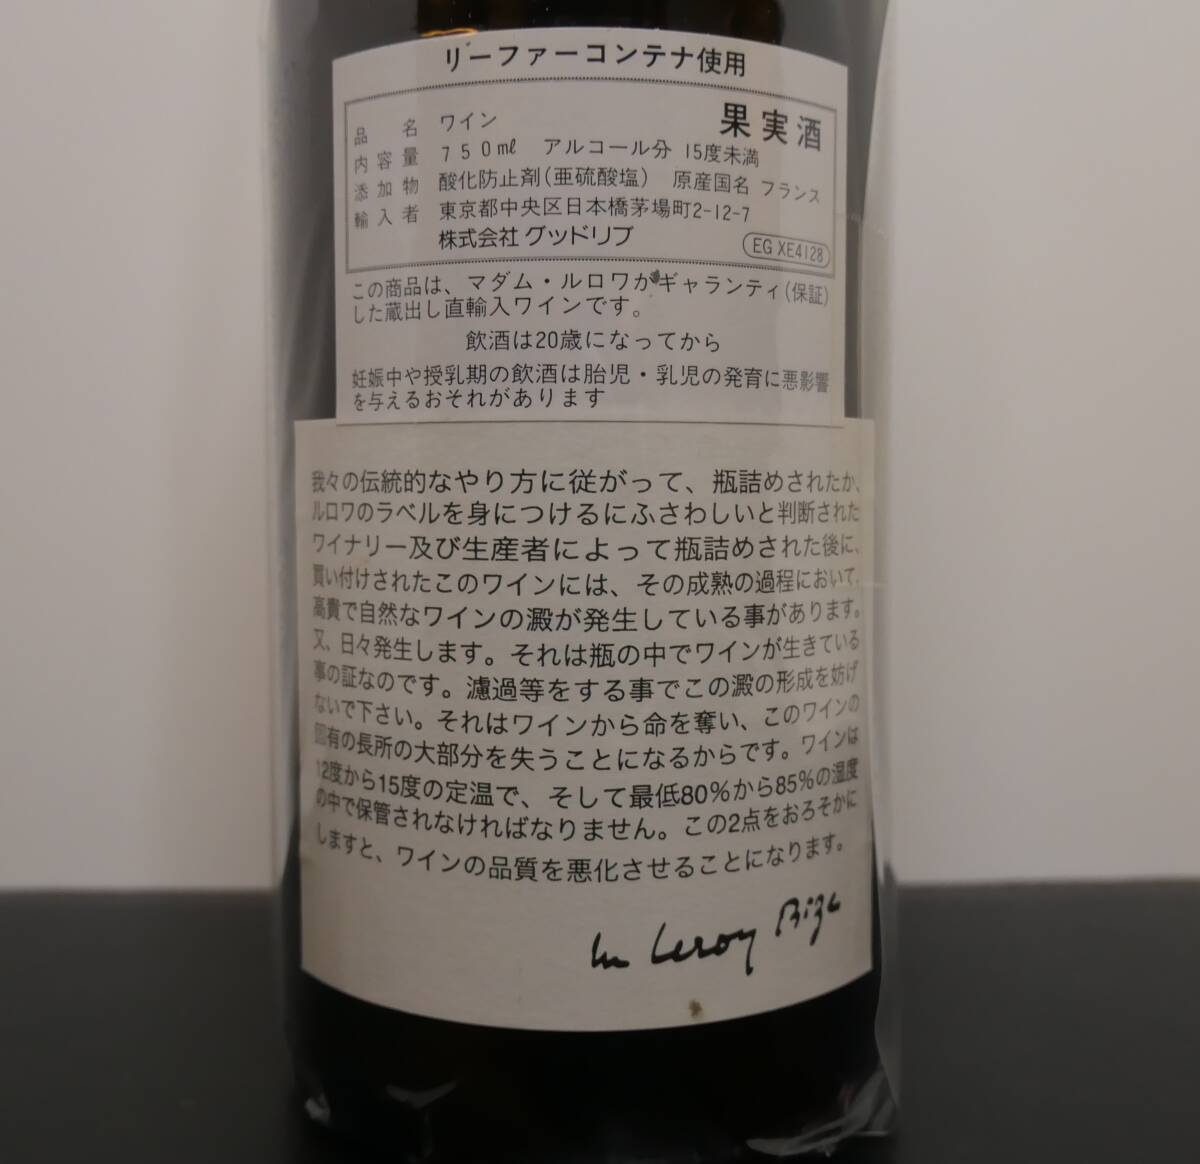 リーファーコンテナ使用
果実酒
品名 ワイン
内容量 750ml アルコール分 15度未満
添加物 酸化防止剤(亜硫酸塩) 原産国名 フランス
輸入者 東京都中央区日本橋茅場町2-12-7
株式会社 グッドリブ
EG XE4128
この商品は、マダム・ルロワがギャランティ(保証)
した蔵出し直輸入ワインです。
飲酒は20歳になってから
妊娠中や授乳期の飲酒は胎児・乳児の発育に悪影響
を与えるおそれがあります
我々の伝統的なやり方に従がって、瓶詰めされたか、
ルロワのラベルを身につけるにふさわしいと判断された
ワイナリー及び生産者によって瓶詰めされた後に、
買い付けされたこのワインには、その成熟の過程において、
高貴で自然なワインの澱が発生している事があります。
又、日々発生します。それは瓶の中でワインが生きている
事の証なのです。濾過等をする事でこの澱の形成を妨げ
ないで下さい。それはワインから命を奪い、このワインの
固有の長所の大部分を失うことになるからです。ワインは
12度から15度の定温で、そして最低80%から85%の湿度
の中で保管されなければなりません。この2点をおろそかに
しますと、ワインの品質を悪化させることになります。
Leroy Bize